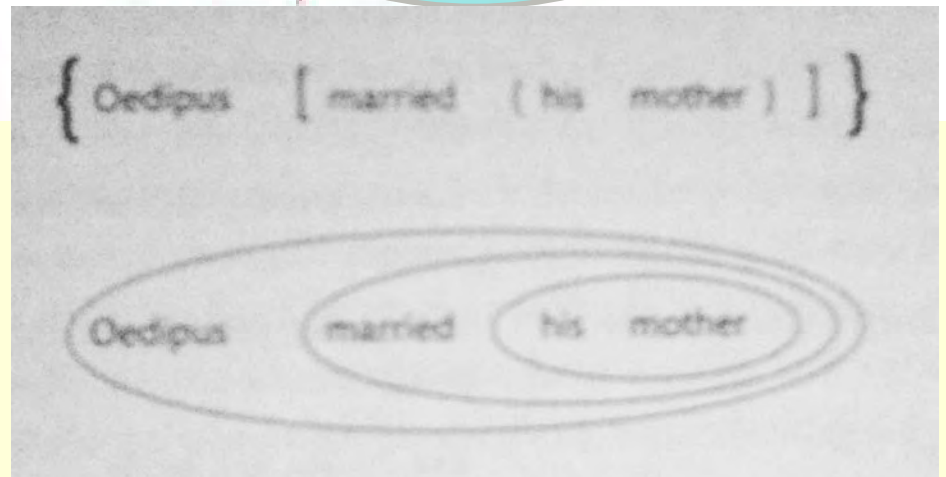 { Oedipus [ married ( his mother ) ] }
Oedipus married his mother